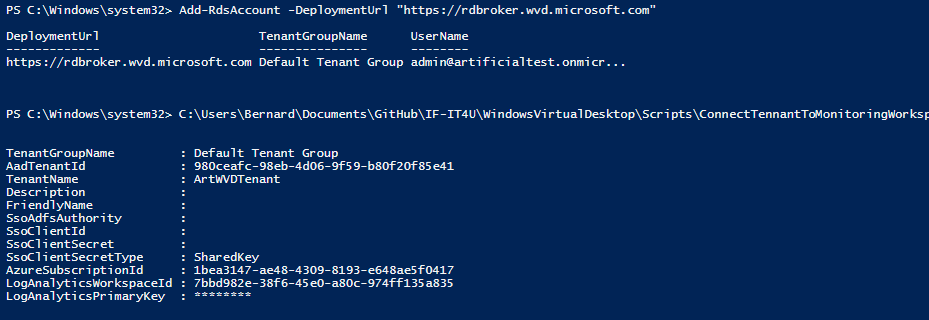 PS C:\Windows\system32> Add-RdsAccount -DeploymentUrl "https://rdbroker.wvd.microsoft.com"
DeploymentUrl                      TenantGroupName      UserName
-------------                      ---------------      --------
https://rdbroker.wvd.microsoft.com Default Tenant Group admin@artificialtest.onmicr...
PS C:\Windows\system32> C:\Users\Bernard\Documents\GitHub\IF-IT4U\WindowsVirtualDesktop\Scripts\ConnectTennantToMonitoringWorksp
TenantGroupName         : Default Tenant Group
AadTenantId             : 980ceafc-98eb-4d06-9f59-b80f20f85e41
TenantName              : ArtWVDTenant
Description             :
FriendlyName            :
SsoAdfsAuthority        :
SsoClientId             :
SsoClientSecret         :
SsoClientSecretType     : SharedKey
AzureSubscriptionId     : 1bea3147-ae48-4309-8193-e648ae5f0417
LogAnalyticsWorkspaceId : 7bbd982e-38f6-45e0-a80c-974ff135a835
LogAnalyticsPrimaryKey  : ********